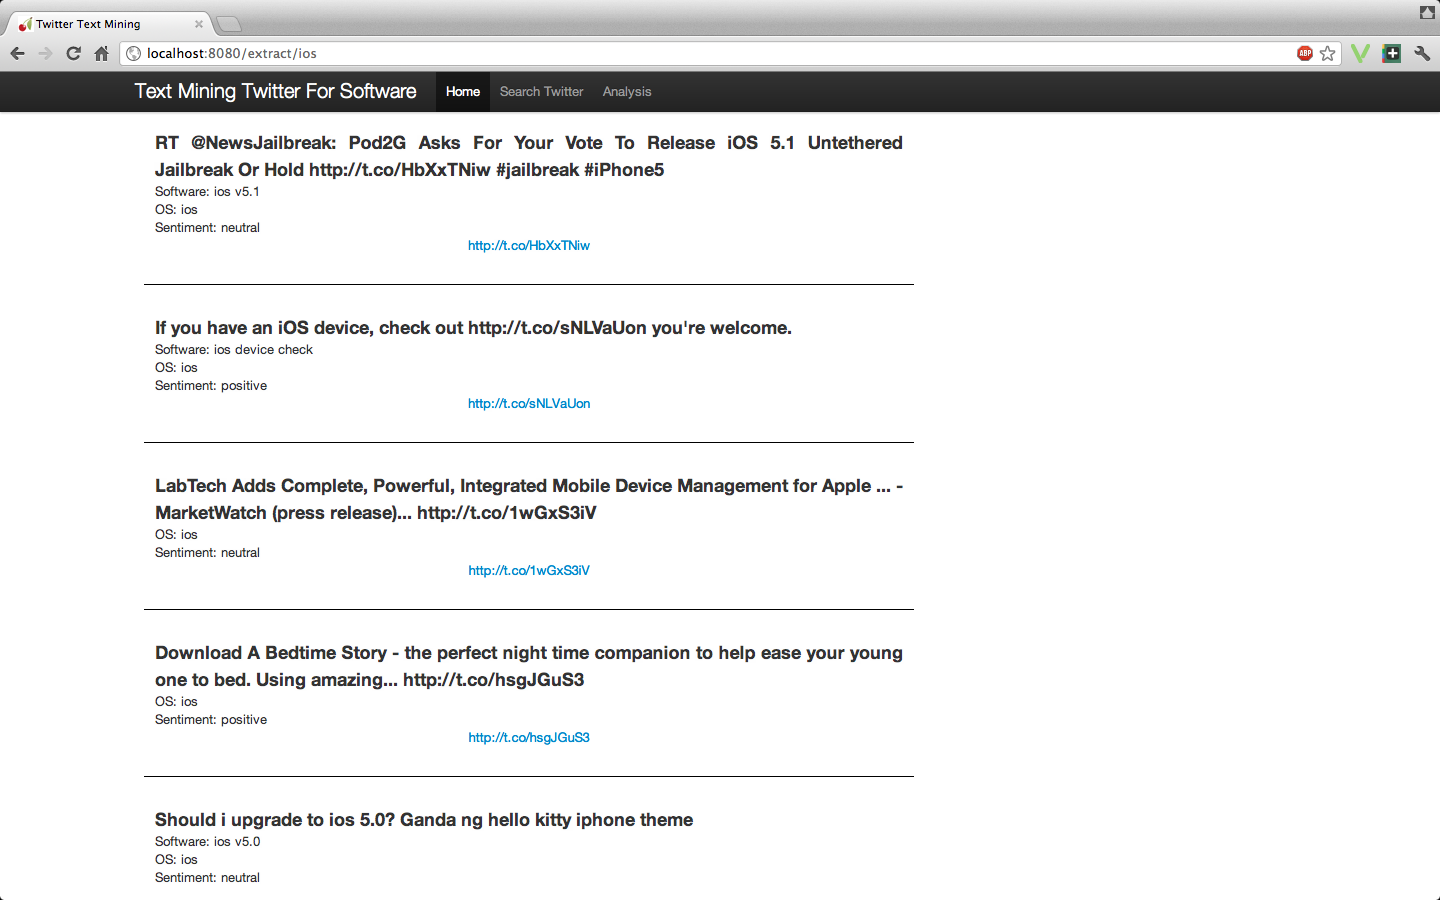 Twitter Text Mining
localhost:8080/extract/ios
ABP
Text Mining Twitter For Software Home Search Twitter Analysis
RT @NewsJailbreak: Pod2G Asks For Your Vote To Release iOS 5.1 Untethered
Jailbreak Or Hold http://t.co/HbXxTNiw #jailbreak #iPhone5
Software: ios v5.1
OS: ios
Sentiment: neutral
http://t.co/HbXxTNiw
If you have an iOS device, check out http://t.co/sNLVaUon you're welcome.
Software: ios device check
OS: ios
Sentiment: positive
http://t.co/sNLVaUon
LabTech Adds Complete, Powerful, Integrated Mobile Device Management for Apple ... -
MarketWatch (press release)... http://t.co/1wGxS3iV
OS: ios
Sentiment: neutral
http://t.co/1wGxS3iV
Download A Bedtime Story - the perfect night time companion to help ease your young
one to bed. Using amazing... http://t.co/hsgJGuS3
OS: ios
Sentiment: positive
http://t.co/hsgJGuS3
Should i upgrade to ios 5.0? Ganda ng hello kitty iphone theme
Software: ios v5.0
OS: ios
Sentiment: neutral